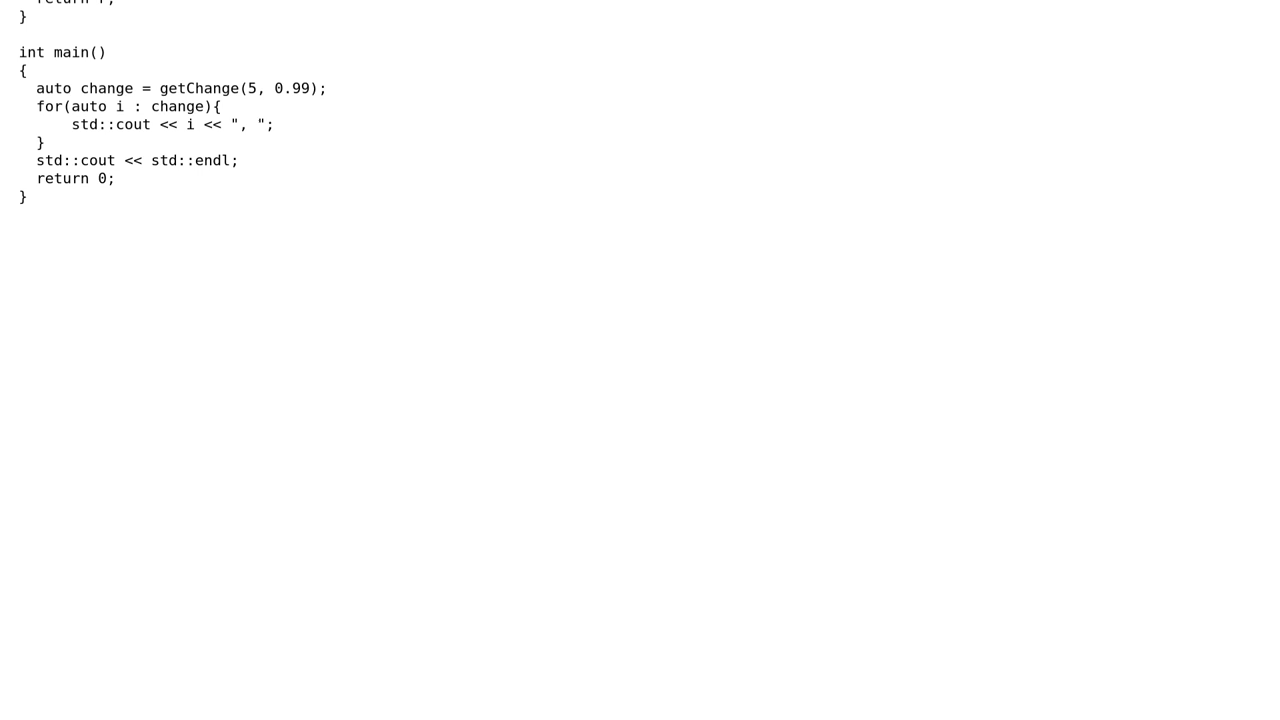 }

int main()
{
  auto change = getChange(5, 0.99);
  for(auto i : change){
      std::cout << i << ", ";
  }
  std::cout << std::endl;
  return 0;
}